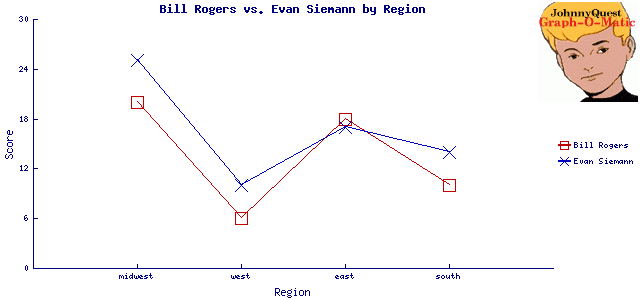 Bill Rogers vs. Evan Siemann by Region
JohnnyQuest
Graph-O-Matic
30
24
18
12
6
0
Score
midwest west east south
Region
Bill Rogers
Evan Siemann